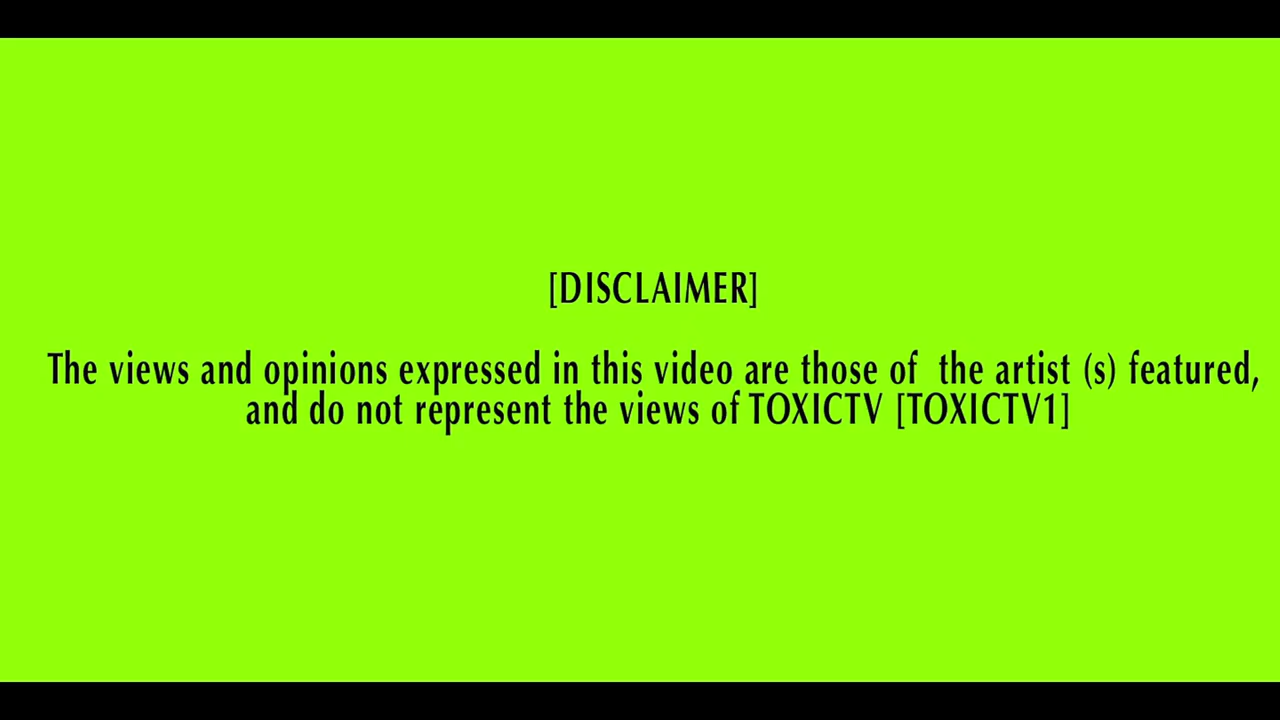 [DISCLAIMER]
The views and opinions expressed in this video are those of  the artist (s) featured,
and do not represent the views of TOXICTV [TOXICTV1]